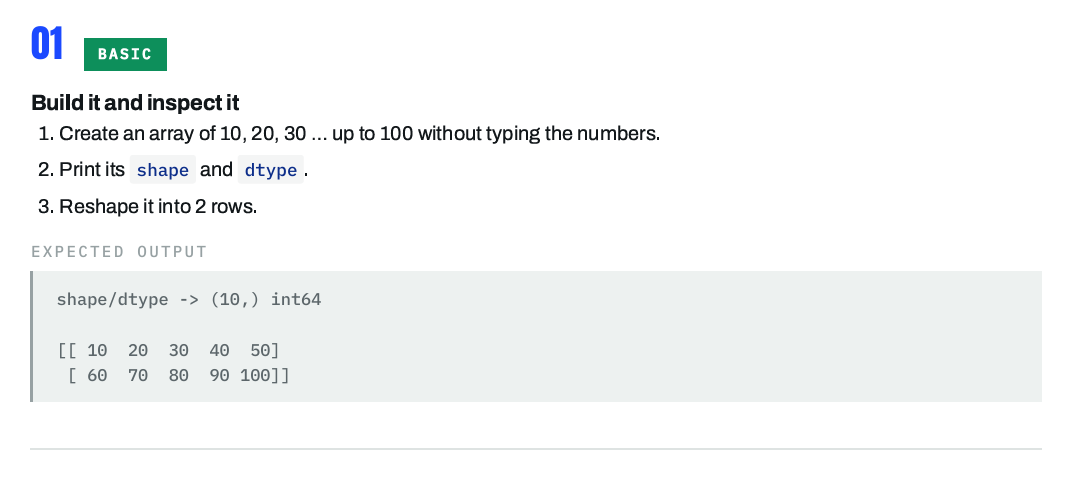 01
BASIC
Build it and inspect it
1. Create an array of 10, 20, 30 ... up to 100 without typing the numbers.
2. Print its shape and dtype.
3. Reshape it into 2 rows.
EXPECTED OUTPUT
shape/dtype -> (10,) int64
[[ 10  20  30  40  50]
 [ 60  70  80  90 100]]